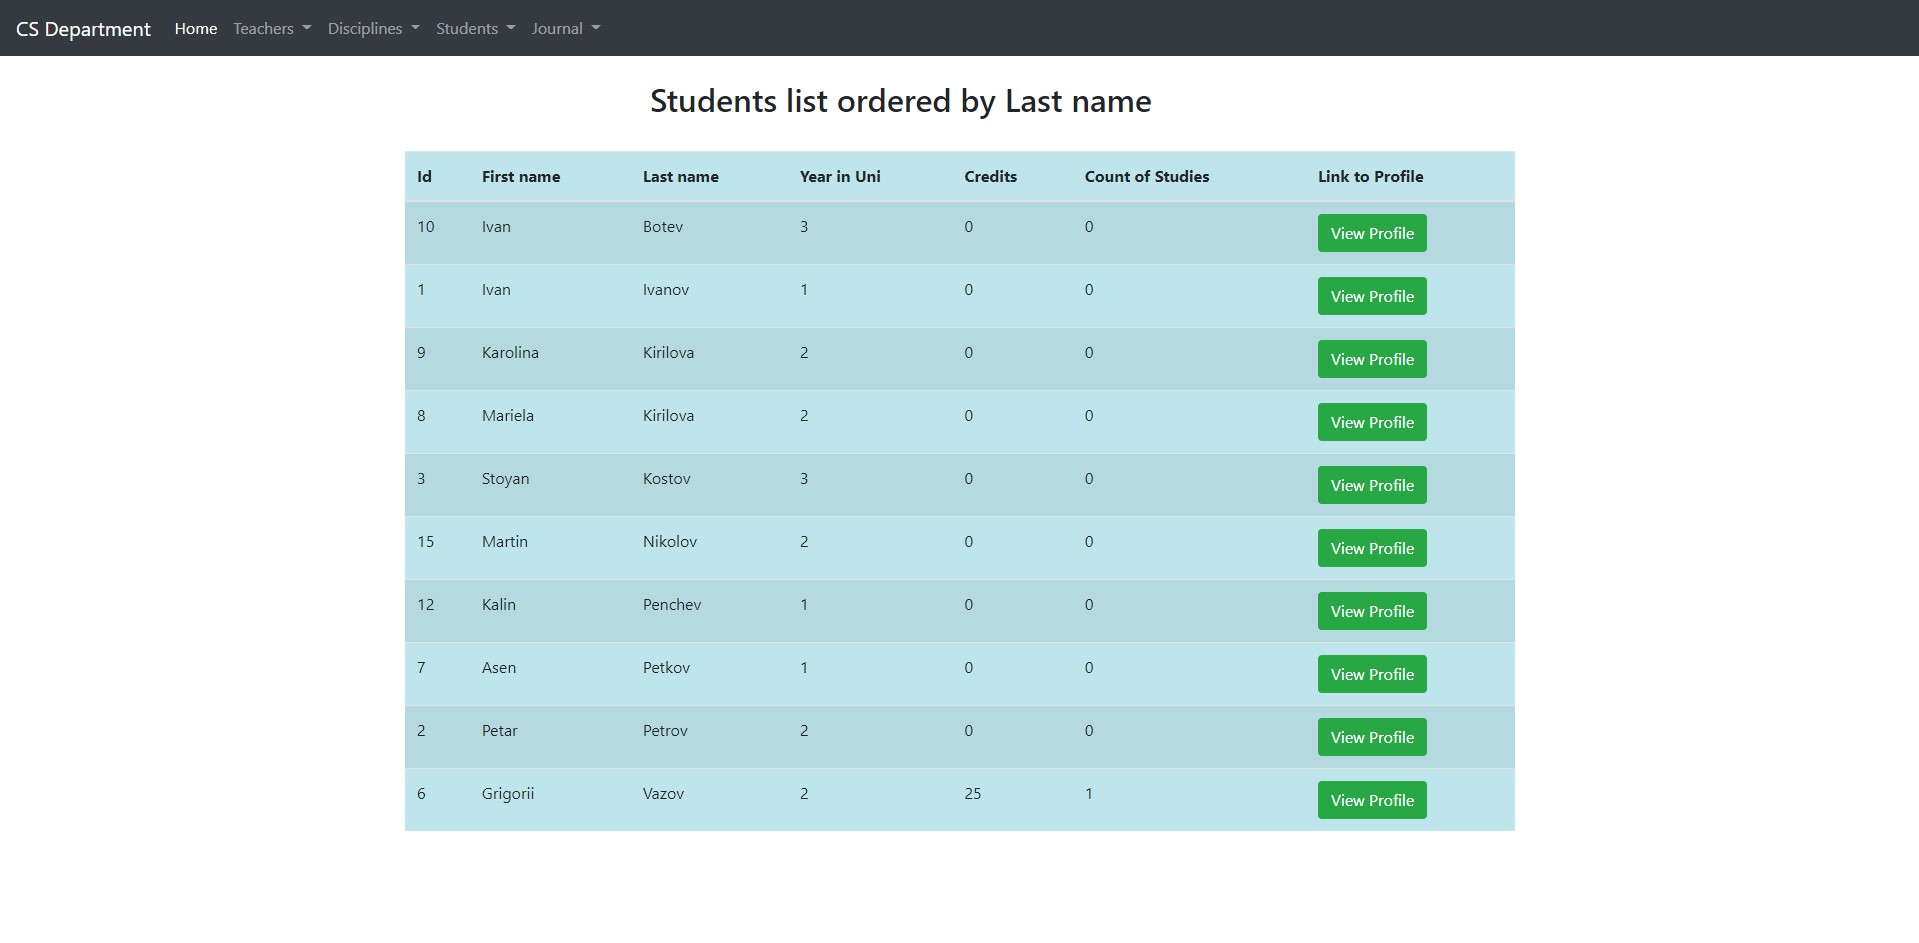 CS Department Home Teachers Disciplines Students Journal
Students list ordered by Last name
Id First name Last name Year in Uni Credits Count of Studies Link to Profile
10 Ivan Botev 3 0 0 View Profile
1 Ivan Ivanov 1 0 0 View Profile
9 Karolina Kirilova 2 0 0 View Profile
8 Mariela Kirilova 2 0 0 View Profile
3 Stoyan Kostov 3 0 0 View Profile
15 Martin Nikolov 2 0 0 View Profile
12 Kalin Penchev 1 0 0 View Profile
7 Asen Petkov 1 0 0 View Profile
2 Petar Petrov 2 0 0 View Profile
6 Grigorii Vazov 2 25 1 View Profile